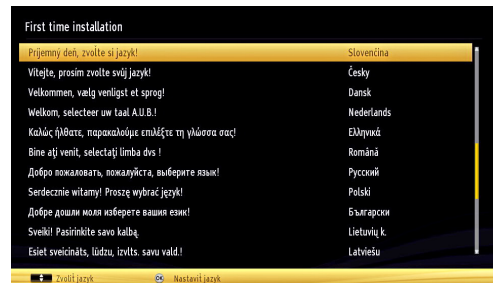 First time installation
Príjemný deň, zvoľte si jazyk! Slovenčina
Vítejte, prosím zvolte svůj jazyk! Česky
Velkommen, vælg venligst et sprog! Dansk
Welkom, selecteer uw taal A.U.B.! Nederlands
Καλώς ήλθατε, παρακαλούμε επιλέξτε τη γλώσσα σας! Ελληνικά
Bine aţi venit, selectaţi limba dvs ! Română
Добро пожаловать, пожалуйста, выберите язык! Русский
Serdecznie witamy! Proszę wybrać język! Polski
Добре дошли моля изберете вашия език! Български
Sveiki! Pasirinkite savo kalbą. Lietuvių k.
Esiet sveicināts, lūdzu, izvlts. savu vald.! Latviešu
Zvoliť jazyk OK Nastaviť jazyk